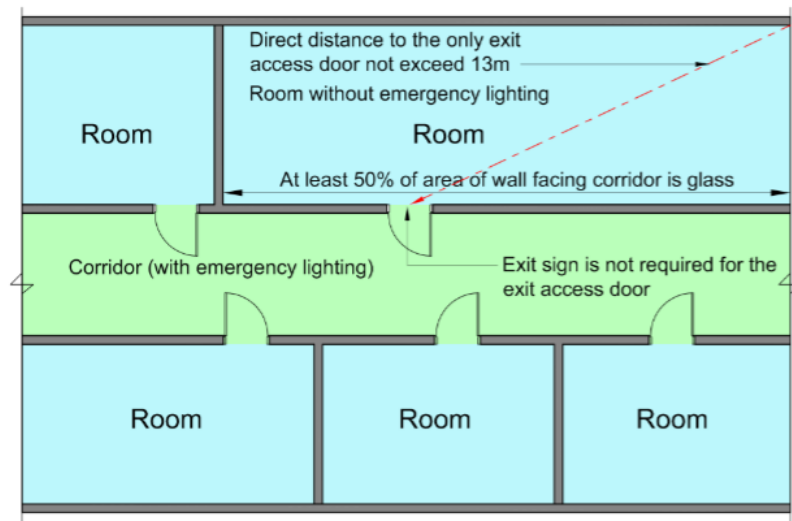 Direct distance to the only exit
access door not exceed 13m
Room without emergency lighting
Room
Room
At least 50% of area of wall facing corridor is glass
Corridor (with emergency lighting)
Exit sign is not required for the
exit access door
Room
Room
Room